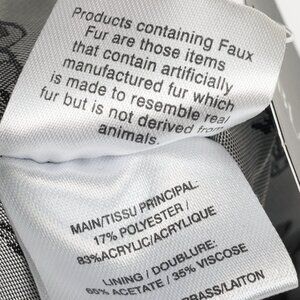 Products containing Faux
Fur are those items
that contain artificially
manufactured fur which
is made to resemble real
fur but is not derived from
animals.
MAIN/TISSU PRINCIPAL:
17% POLYESTER /
83%ACRYLIC/ACRYLIQUE
LINING / DOUBLURE:
65% ACETATE / 35% VISCOSE
BRASS/LAITON